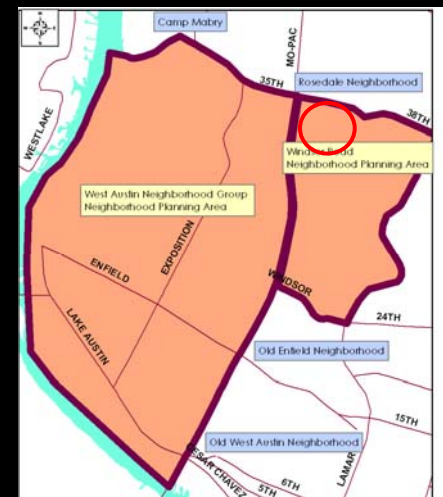 Camp Mabry
MO-PAC
35TH
Rosedale Neighborhood
38TH
WESTLAKE
Windsor Road
Neighborhood Planning Area
West Austin Neighborhood Group
Neighborhood Planning Area
EXPOSITION
ENFIELD
WINDSOR
LAKE AUSTIN
24TH
Old Enfield Neighborhood
15TH
Old West Austin Neighborhood
CESAR CHAVEZ
6TH
5TH
LAMAR